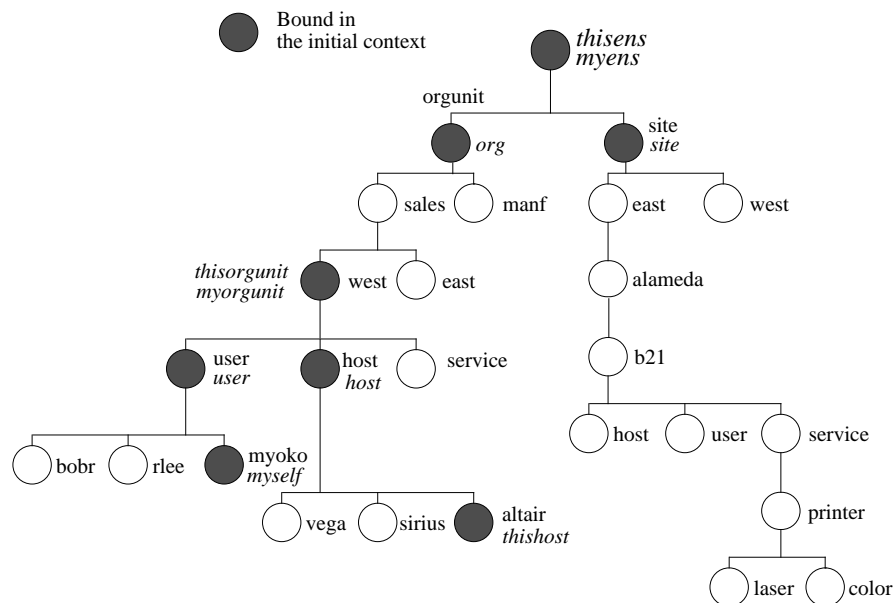 Bound in
the initial context
thisens
myens
orgunit
org
site
site
sales
manf
east
west
thisorgunit
myorgunit
west
east
alameda
user
user
host
host
service
b21
bobr
rlee
myoko
myself
host
user
service
vega
sirius
altair
thishost
printer
laser
color